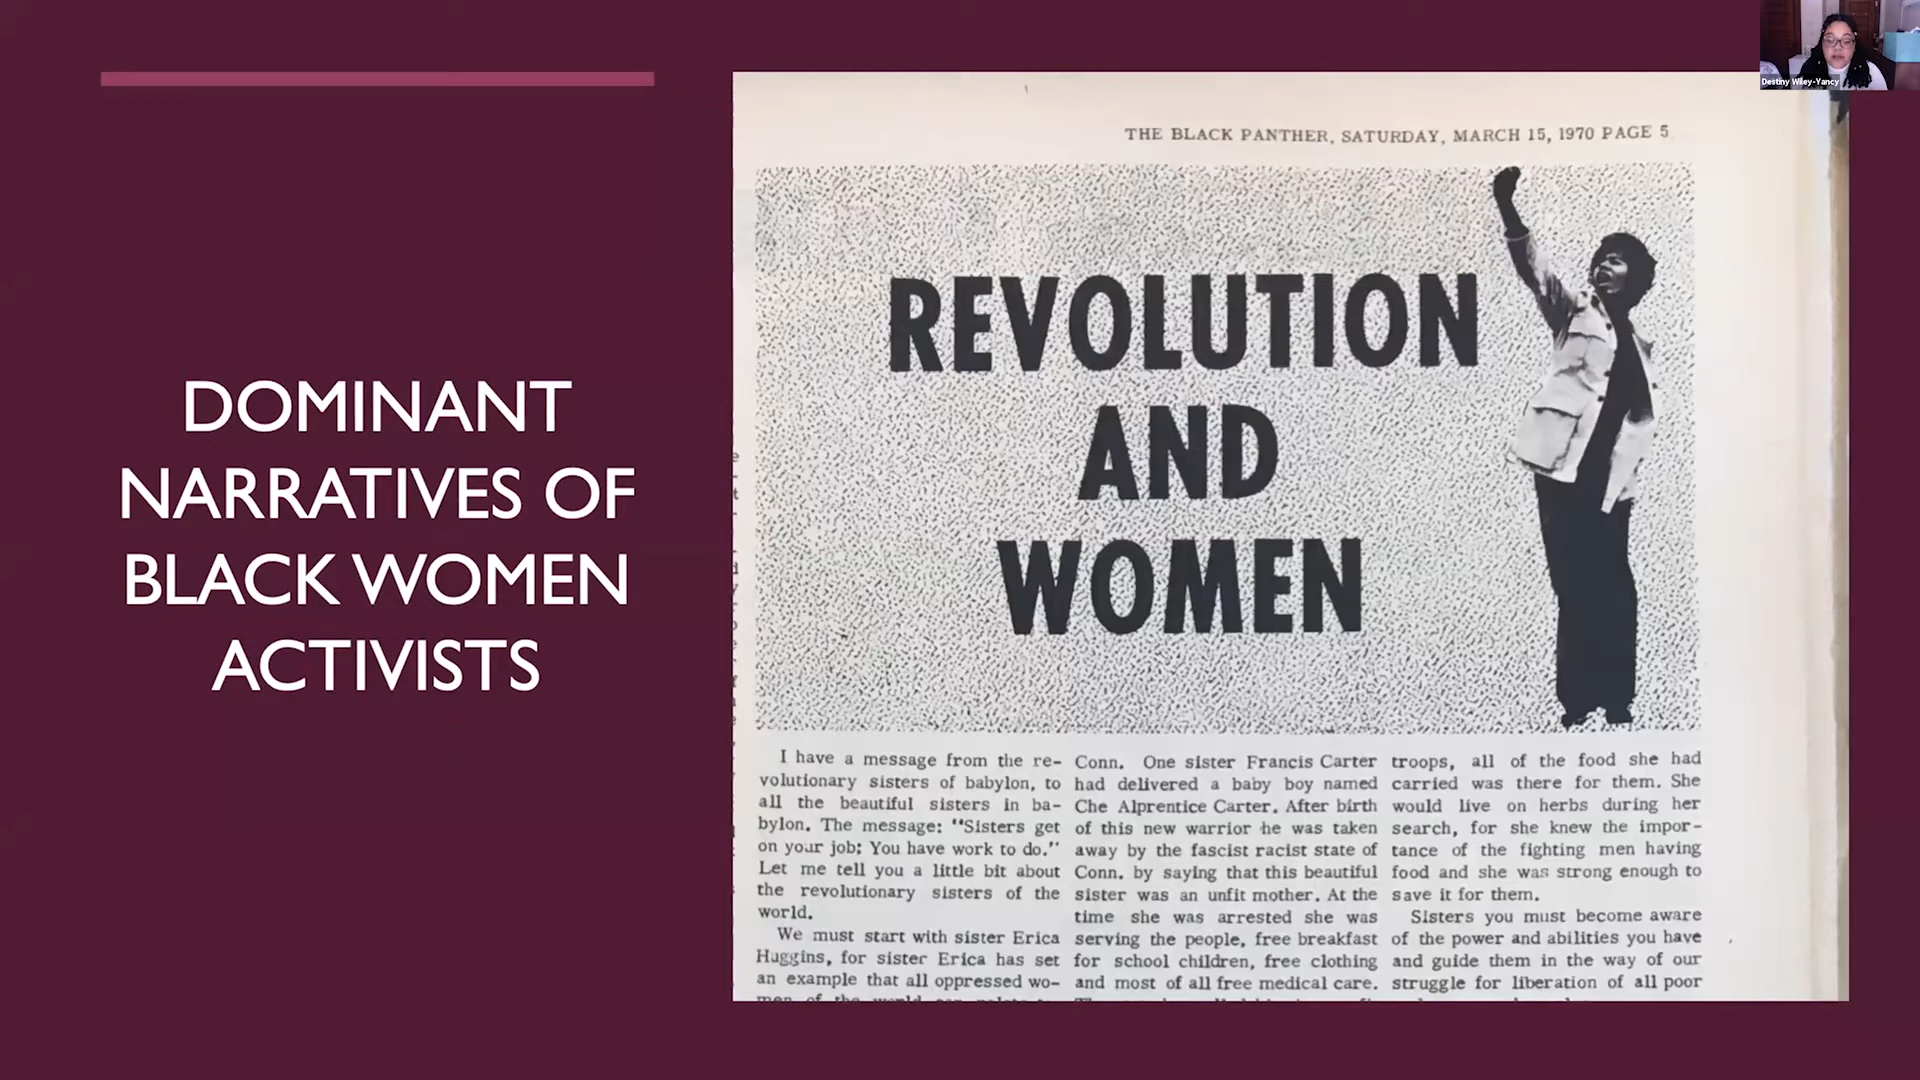 Destiny Wiley-Yancy
DOMINANT
NARRATIVES OF
BLACK WOMEN
ACTIVISTS
THE BLACK PANTHER, SATURDAY, MARCH 15, 1970 PAGE 5
REVOLUTION
AND
WOMEN
I have a message from the re-
volutionary sisters of babylon, to
all the beautiful sisters in ba-
bylon. The message: "Sisters get
on your job; You have work to do."
Let me tell you a little bit about
the revolutionary sisters of the
world.
We must start with sister Erica
Huggins, for sister Erica has set
an example that all oppressed wo-
men of the world can
Conn. One sister Francis Carter
had delivered a baby boy named
Che Alprentice Carter. After birth
of this new warrior he was taken
away by the fascist racist state of
Conn. by saying that this beautiful
sister was an unfit mother. At the
time she was arrested she was
serving the people, free breakfast
for school children, free clothing
and most of all free medical care.
troops, all of the food she had
carried was there for them. She
would live on herbs during her
search, for she knew the impor-
tance of the fighting men having
food and she was strong enough to
save it for them.
Sisters you must become aware
of the power and abilities you have
and guide them in the way of our
struggle for liberation of all poor